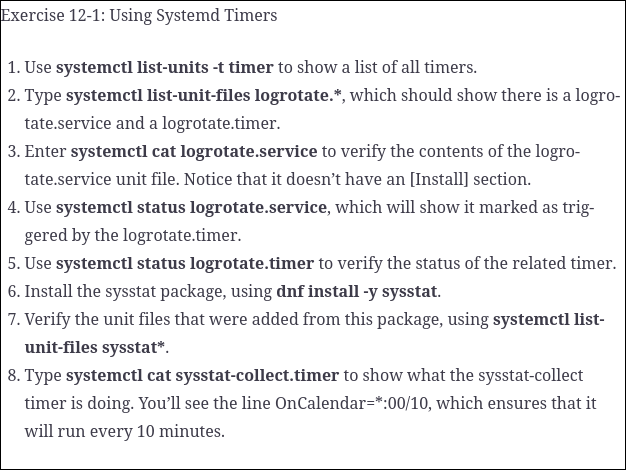 Exercise 12-1: Using Systemd Timers
1. Use systemctl list-units -t timer to show a list of all timers.
2. Type systemctl list-unit-files logrotate.*, which should show there is a logro-
tate.service and a logrotate.timer.
3. Enter systemctl cat logrotate.service to verify the contents of the logro-
tate.service unit file. Notice that it doesn’t have an [Install] section.
4. Use systemctl status logrotate.service, which will show it marked as trig-
gered by the logrotate.timer.
5. Use systemctl status logrotate.timer to verify the status of the related timer.
6. Install the sysstat package, using dnf install -y sysstat.
7. Verify the unit files that were added from this package, using systemctl list-
unit-files sysstat*.
8. Type systemctl cat sysstat-collect.timer to show what the sysstat-collect
timer is doing. You’ll see the line OnCalendar=*:00/10, which ensures that it
will run every 10 minutes.